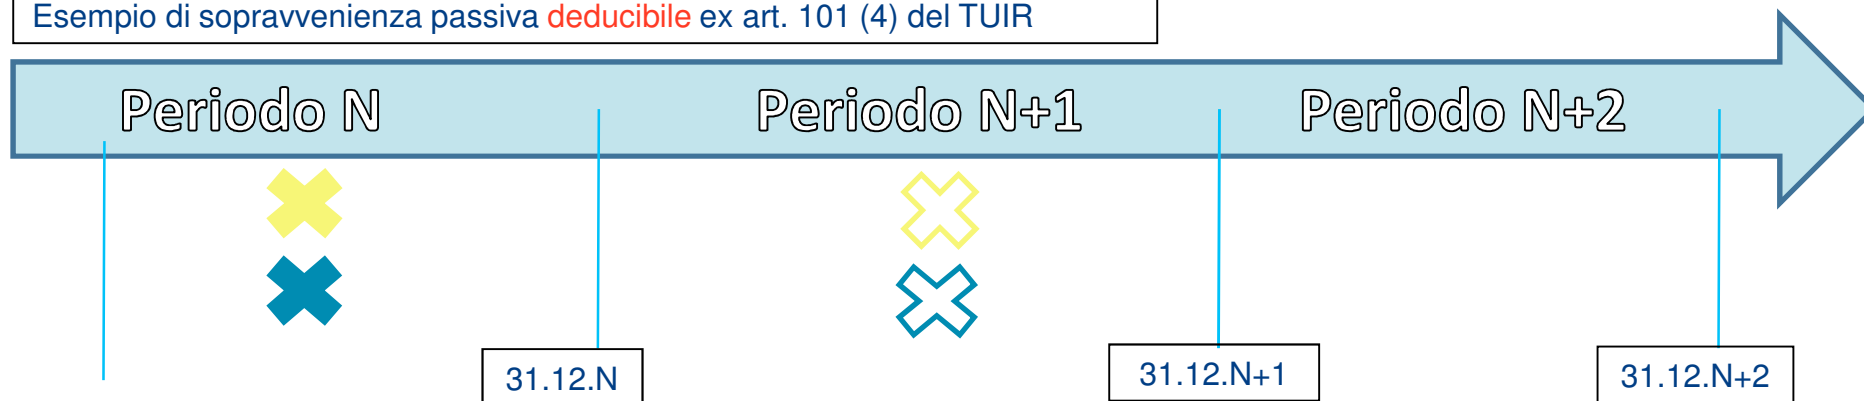 Esempio di sopravvenienza passiva deducibile ex art. 101 (4) del TUIR
Periodo N Periodo N+1 Periodo N+2
31.12.N 31.12.N+1 31.12.N+2